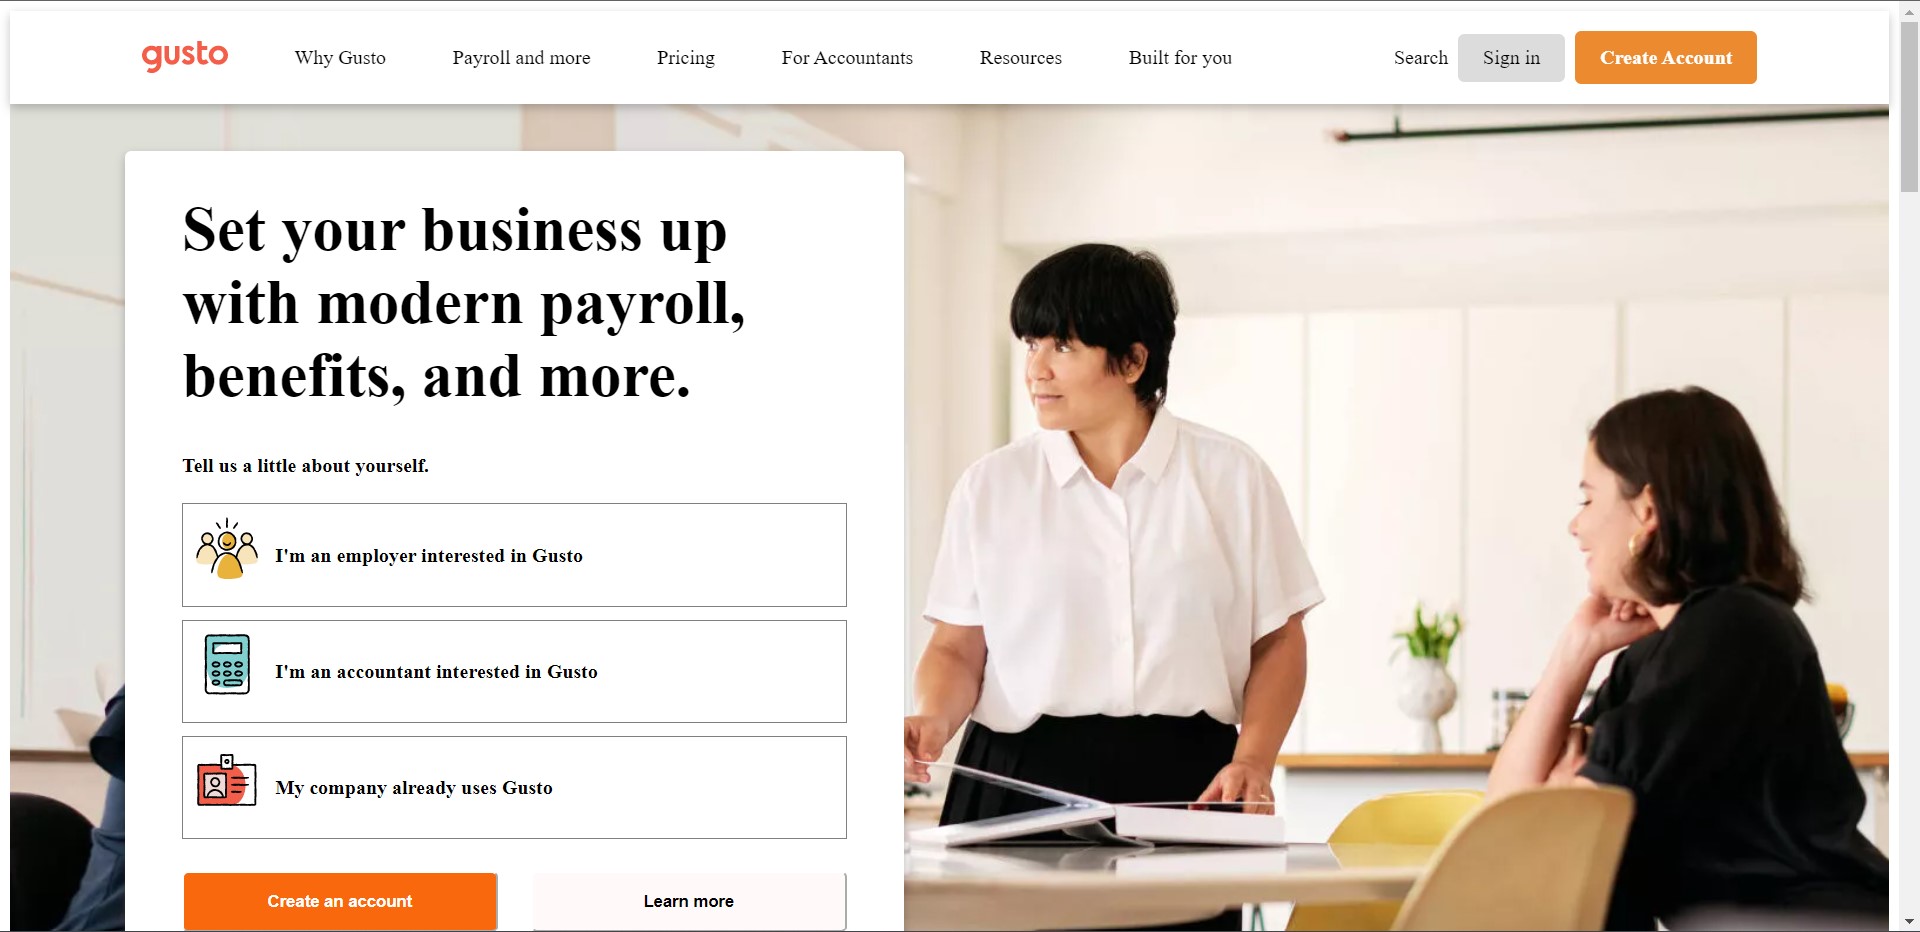 gusto
Why Gusto
Payroll and more
Pricing
For Accountants
Resources
Built for you
Search
Sign in
Create Account
Set your business up
with modern payroll,
benefits, and more.
Tell us a little about yourself.
I'm an employer interested in Gusto
I'm an accountant interested in Gusto
My company already uses Gusto
Create an account
Learn more